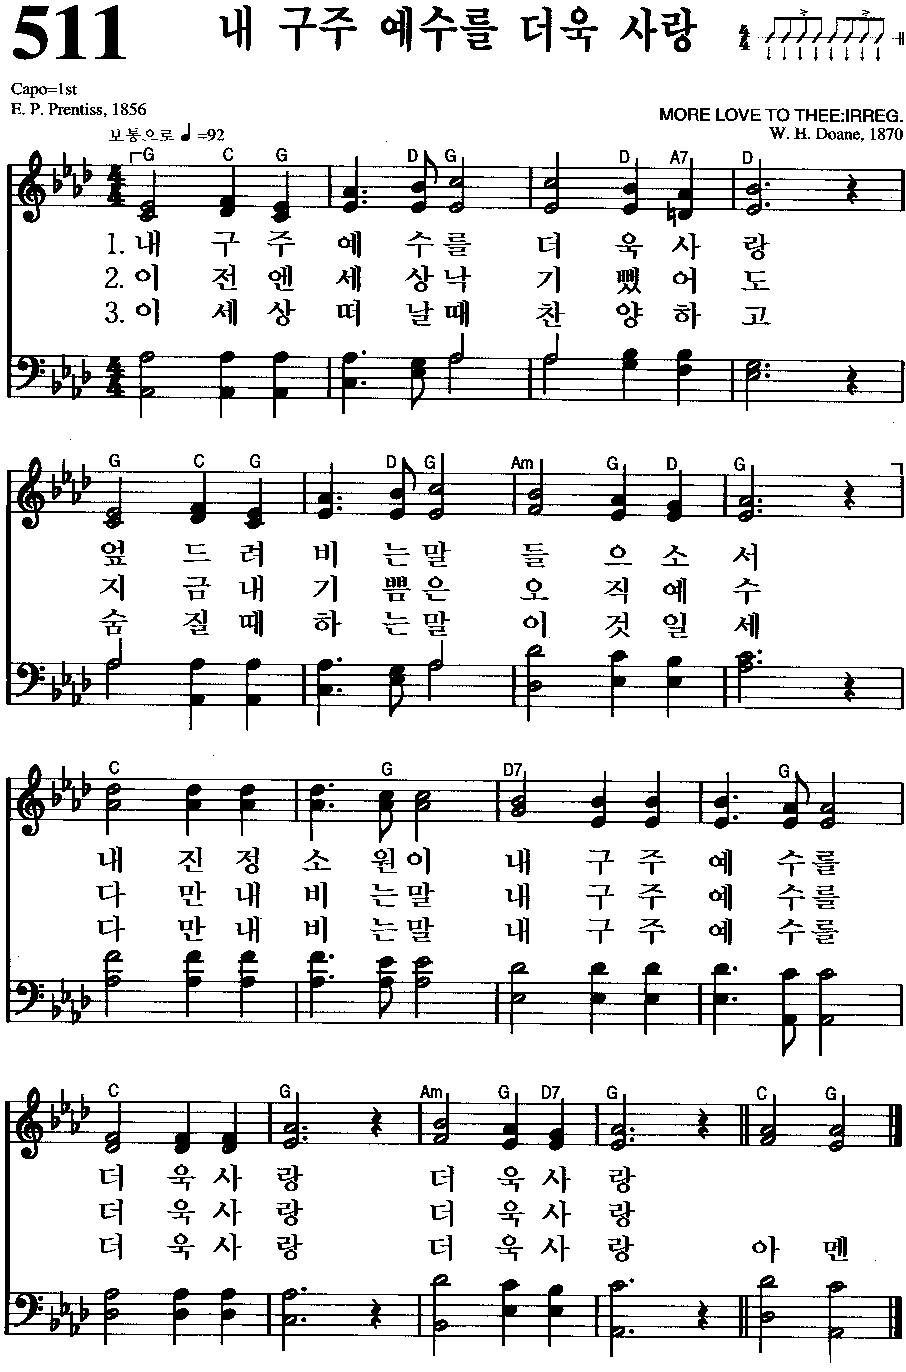 511 내 구주 예수를 더욱 사랑
Capo=1st
E. P. Prentiss, 1856
MORE LOVE TO THEE:IRREG.
W. H. Doane, 1870
보통으로 ♩=92
G C G D G D A7 D
4/4
1. 내 구 주 예 수 를 더 욱 사 랑
2. 이 전 엔 세 상 낙 기 뻤 어 도
3. 이 세 상 떠 날 때 찬 양 하 고
G C G D G Am G D G
엎 드 려 비 는 말 들 으 소 서
지 금 내 기 쁨 은 오 직 예 수
숨 질 때 하 는 말 이 것 일 세
C G D7 G
내 진 정 소 원 이 내 구 주 예 수 를
다 만 내 비 는 말 내 구 주 예 수 를
다 만 내 비 는 말 내 구 주 예 수 를
C G Am G D7 G C G
더 욱 사 랑 더 욱 사 랑
더 욱 사 랑 더 욱 사 랑
더 욱 사 랑 더 욱 사 랑 아 멘